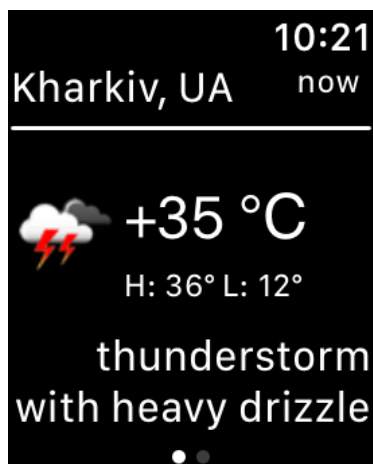 10:21
Kharkiv, UA now
+35 °C
H: 36° L: 12°
thunderstorm
with heavy drizzle